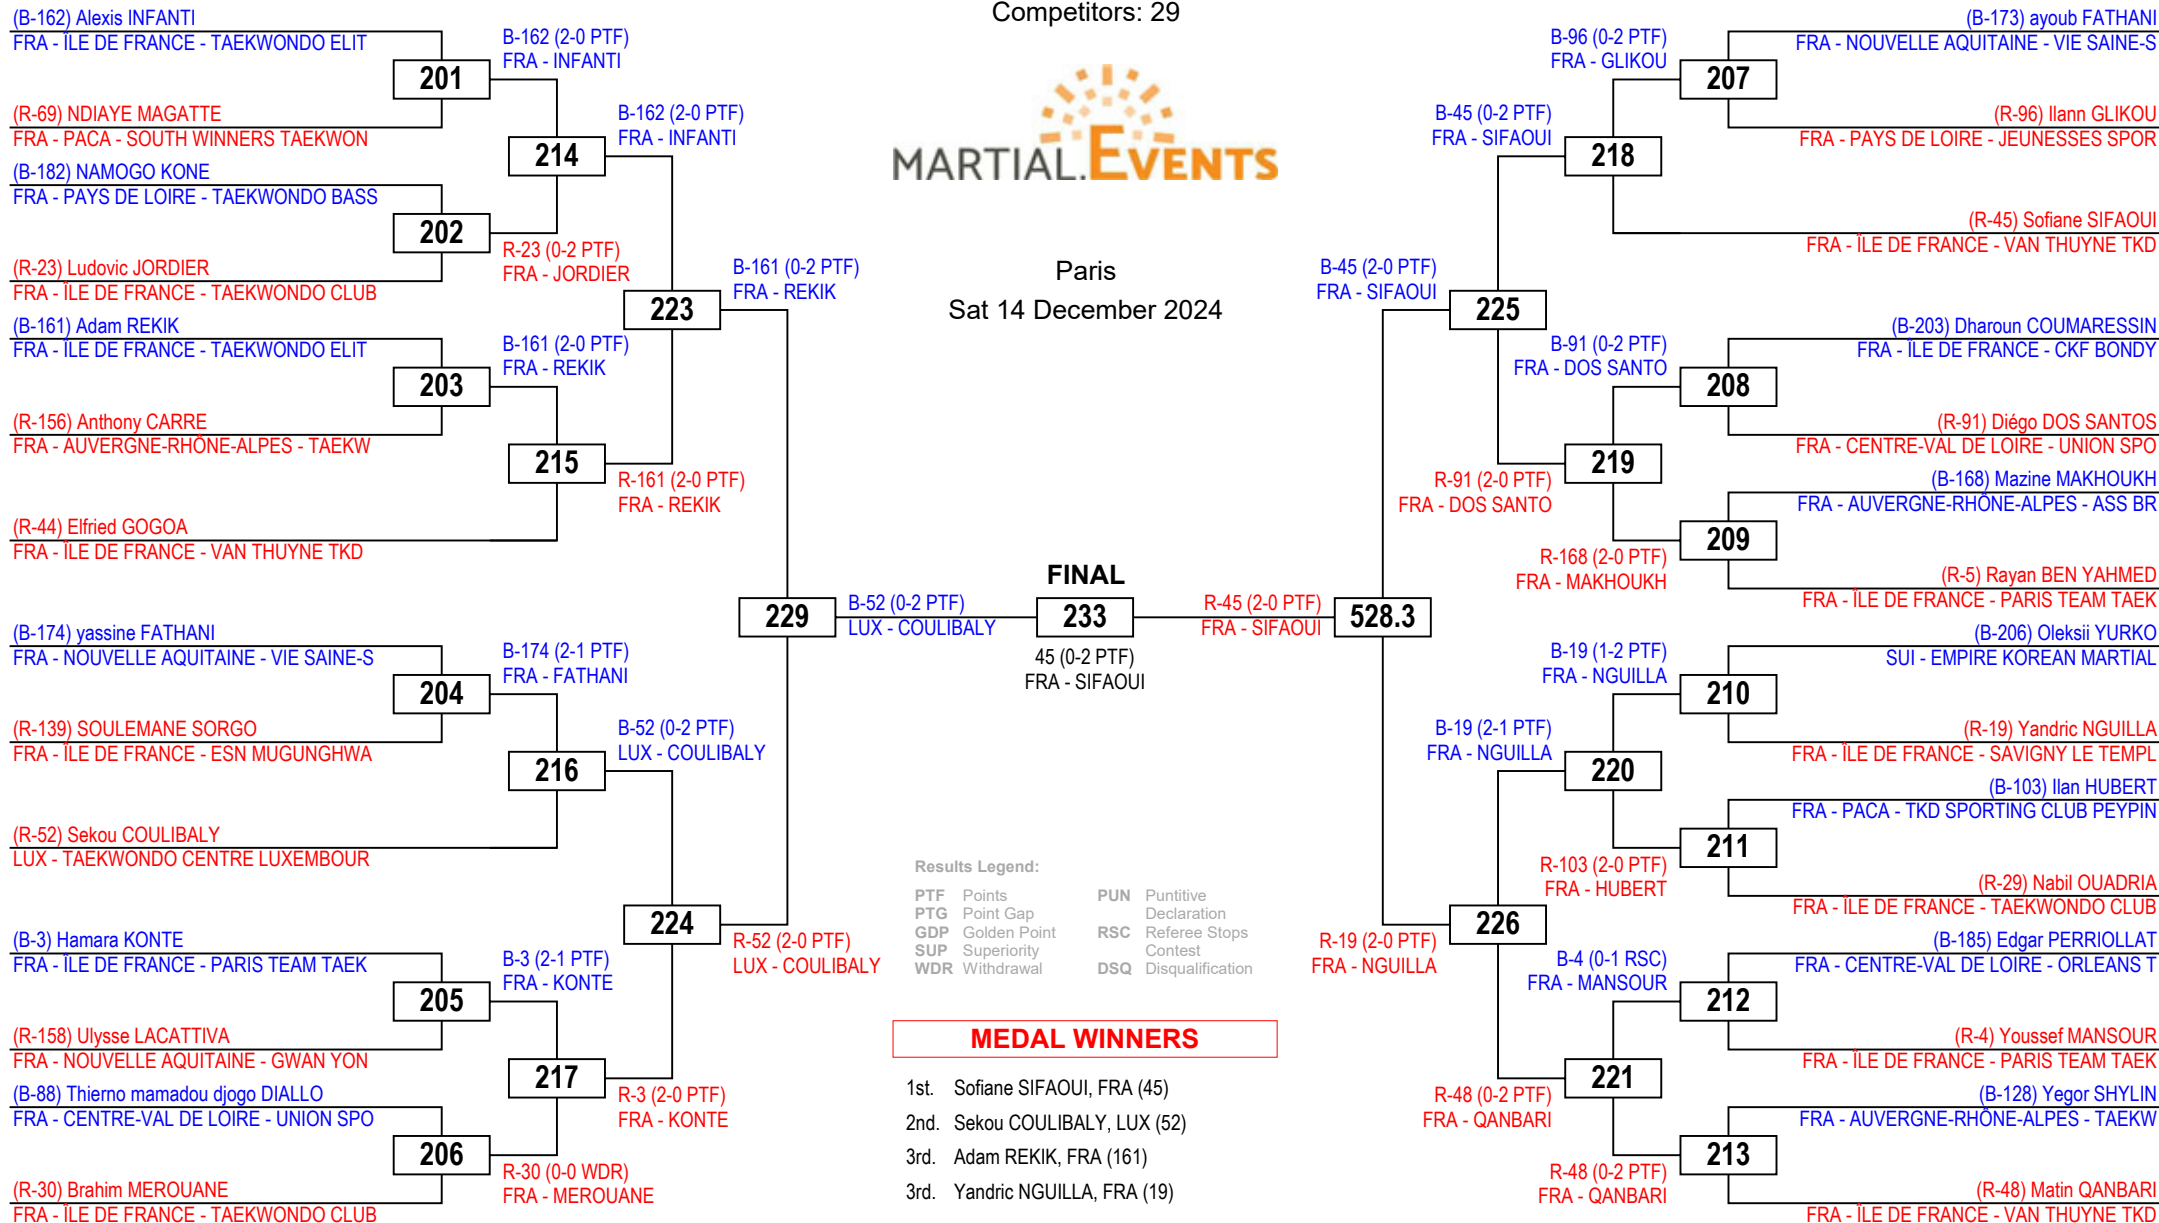 Competitors: 29
MARTIAL.EVENTS
Paris
Sat 14 December 2024
(B-162) Alexis INFANTI
FRA - ÎLE DE FRANCE - TAEKWONDO ELIT
(R-69) NDIAYE MAGATTE
FRA - PACA - SOUTH WINNERS TAEKWON
(B-182) NAMOGO KONE
FRA - PAYS DE LOIRE - TAEKWONDO BASS
(R-23) Ludovic JORDIER
FRA - ÎLE DE FRANCE - TAEKWONDO CLUB
(B-161) Adam REKIK
FRA - ÎLE DE FRANCE - TAEKWONDO ELIT
(R-156) Anthony CARRE
FRA - AUVERGNE-RHÔNE-ALPES - TAEKW
(R-44) Elfried GOGOA
FRA - ÎLE DE FRANCE - VAN THUYNE TKD
(B-174) yassine FATHANI
FRA - NOUVELLE AQUITAINE - VIE SAINE-S
(R-139) SOULEMANE SORGO
FRA - ÎLE DE FRANCE - ESN MUGUNGHWA
(R-52) Sekou COULIBALY
LUX - TAEKWONDO CENTRE LUXEMBOUR
(B-3) Hamara KONTE
FRA - ÎLE DE FRANCE - PARIS TEAM TAEK
(R-158) Ulysse LACATTIVA
FRA - NOUVELLE AQUITAINE - GWAN YON
(B-88) Thierno mamadou djogo DIALLO
FRA - CENTRE-VAL DE LOIRE - UNION SPO
(R-30) Brahim MEROUANE
FRA - ÎLE DE FRANCE - TAEKWONDO CLUB
201
202
203
204
205
206
B-162 (2-0 PTF)
FRA - INFANTI
R-23 (0-2 PTF)
FRA - JORDIER
B-161 (2-0 PTF)
FRA - REKIK
B-174 (2-1 PTF)
FRA - FATHANI
B-3 (2-1 PTF)
FRA - KONTE
R-30 (0-0 WDR)
FRA - MEROUANE
214
215
216
217
B-162 (2-0 PTF)
FRA - INFANTI
R-161 (2-0 PTF)
FRA - REKIK
B-52 (0-2 PTF)
LUX - COULIBALY
R-3 (2-0 PTF)
FRA - KONTE
223
224
B-161 (0-2 PTF)
FRA - REKIK
R-52 (2-0 PTF)
LUX - COULIBALY
229
B-52 (0-2 PTF)
LUX - COULIBALY
FINAL
233
45 (0-2 PTF)
FRA - SIFAOUI
R-45 (2-0 PTF)
FRA - SIFAOUI
528.3
B-45 (2-0 PTF)
FRA - SIFAOUI
R-19 (2-0 PTF)
FRA - NGUILLA
225
226
B-45 (0-2 PTF)
FRA - SIFAOUI
R-91 (2-0 PTF)
FRA - DOS SANTO
B-19 (2-1 PTF)
FRA - NGUILLA
R-48 (0-2 PTF)
FRA - QANBARI
218
219
220
221
B-96 (0-2 PTF)
FRA - GLIKOU
B-91 (0-2 PTF)
FRA - DOS SANTO
R-168 (2-0 PTF)
FRA - MAKHOUKH
B-19 (1-2 PTF)
FRA - NGUILLA
R-103 (2-0 PTF)
FRA - HUBERT
B-4 (0-1 RSC)
FRA - MANSOUR
R-48 (0-2 PTF)
FRA - QANBARI
207
208
209
210
211
212
213
(B-173) ayoub FATHANI
FRA - NOUVELLE AQUITAINE - VIE SAINE-S
(R-96) Ilann GLIKOU
FRA - PAYS DE LOIRE - JEUNESSES SPOR
(R-45) Sofiane SIFAOUI
FRA - ÎLE DE FRANCE - VAN THUYNE TKD
(B-203) Dharoun COUMARESSIN
FRA - ÎLE DE FRANCE - CKF BONDY
(R-91) Diégo DOS SANTOS
FRA - CENTRE-VAL DE LOIRE - UNION SPO
(B-168) Mazine MAKHOUKH
FRA - AUVERGNE-RHÔNE-ALPES - ASS BR
(R-5) Rayan BEN YAHMED
FRA - ÎLE DE FRANCE - PARIS TEAM TAEK
(B-206) Oleksii YURKO
SUI - EMPIRE KOREAN MARTIAL
(R-19) Yandric NGUILLA
FRA - ÎLE DE FRANCE - SAVIGNY LE TEMPL
(B-103) Ilan HUBERT
FRA - PACA - TKD SPORTING CLUB PEYPIN
(R-29) Nabil OUADRIA
FRA - ÎLE DE FRANCE - TAEKWONDO CLUB
(B-185) Edgar PERRIOLLAT
FRA - CENTRE-VAL DE LOIRE - ORLEANS T
(R-4) Youssef MANSOUR
FRA - ÎLE DE FRANCE - PARIS TEAM TAEK
(B-128) Yegor SHYLIN
FRA - AUVERGNE-RHÔNE-ALPES - TAEKW
(R-48) Matin QANBARI
FRA - ÎLE DE FRANCE - VAN THUYNE TKD
Results Legend:
PTF Points
PTG Point Gap
GDP Golden Point
SUP Superiority
WDR Withdrawal
PUN Puntitive
Declaration
RSC Referee Stops
Contest
DSQ Disqualification
MEDAL WINNERS
1st. Sofiane SIFAOUI, FRA (45)
2nd. Sekou COULIBALY, LUX (52)
3rd. Adam REKIK, FRA (161)
3rd. Yandric NGUILLA, FRA (19)